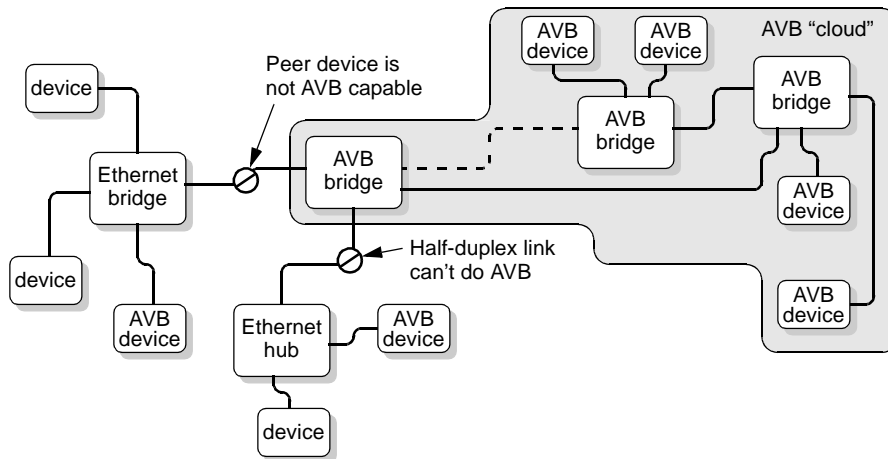 AVB “cloud”
AVB
device
AVB
device
Peer device is
not AVB capable
device
AVB
bridge
AVB
bridge
AVB
bridge
Ethernet
bridge
AVB
device
Half-duplex link
can't do AVB
device
AVB
device
AVB
device
Ethernet
hub
AVB
device
device